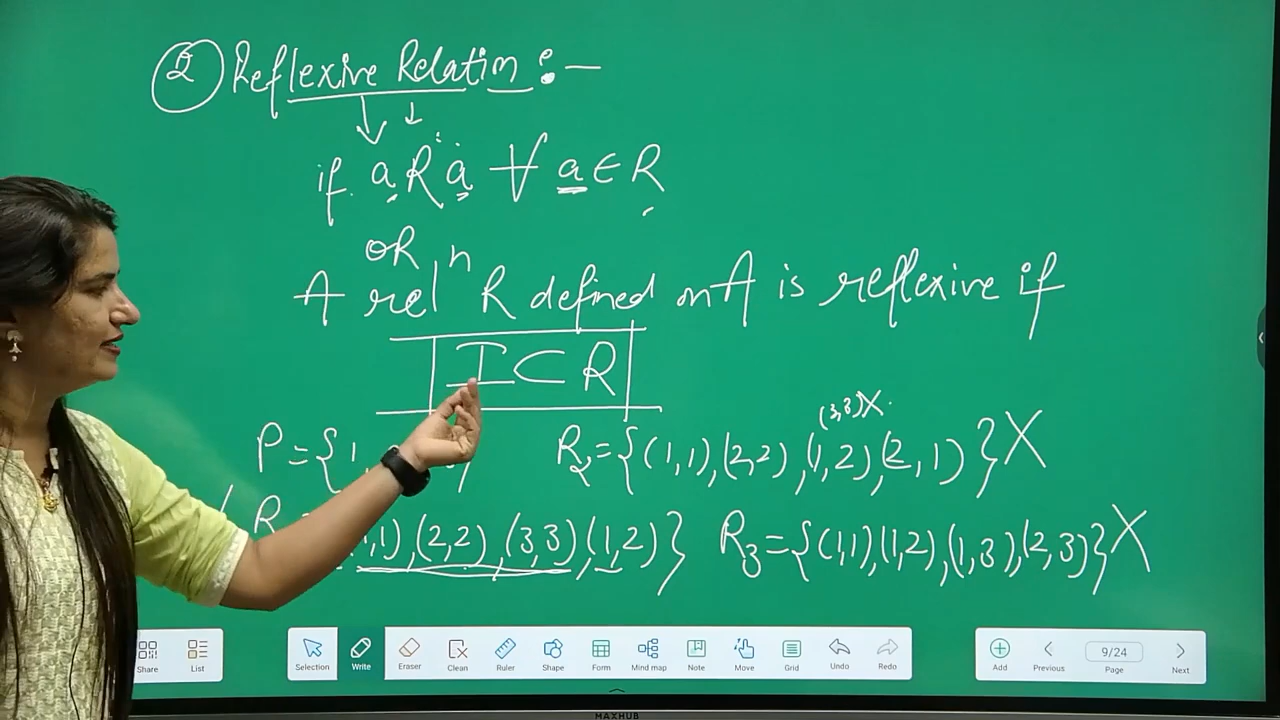 ② Reflexive Relation :-
if a R a ∀ a ∈ R
OR
A relⁿ R defined on A is reflexive if
I ⊂ R
(3,3)X
P = {1,
R₂ = {(1,1),(2,2),(1,2),(2,1)} X
R = 1,1),(2,2),(3,3),(1,2)}
R₃ = {(1,1),(1,2),(1,3),(2,3)} X
Share List Selection Write Eraser Clean Ruler Shape Form Mind map Note Move Grid Undo Redo Add Previous 9/24 Page Next
MAXHUB